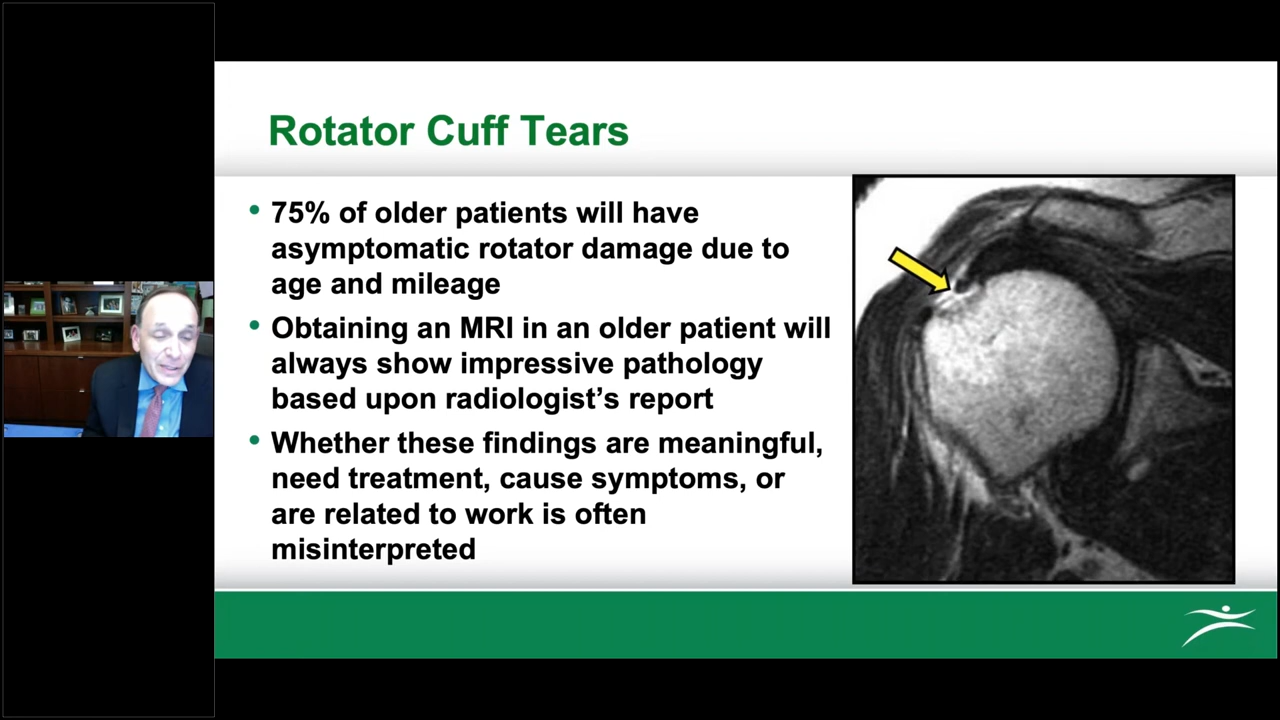 Rotator Cuff Tears
• 75% of older patients will have
asymptomatic rotator damage due to
age and mileage
• Obtaining an MRI in an older patient will
always show impressive pathology
based upon radiologist’s report
• Whether these findings are meaningful,
need treatment, cause symptoms, or
are related to work is often
misinterpreted